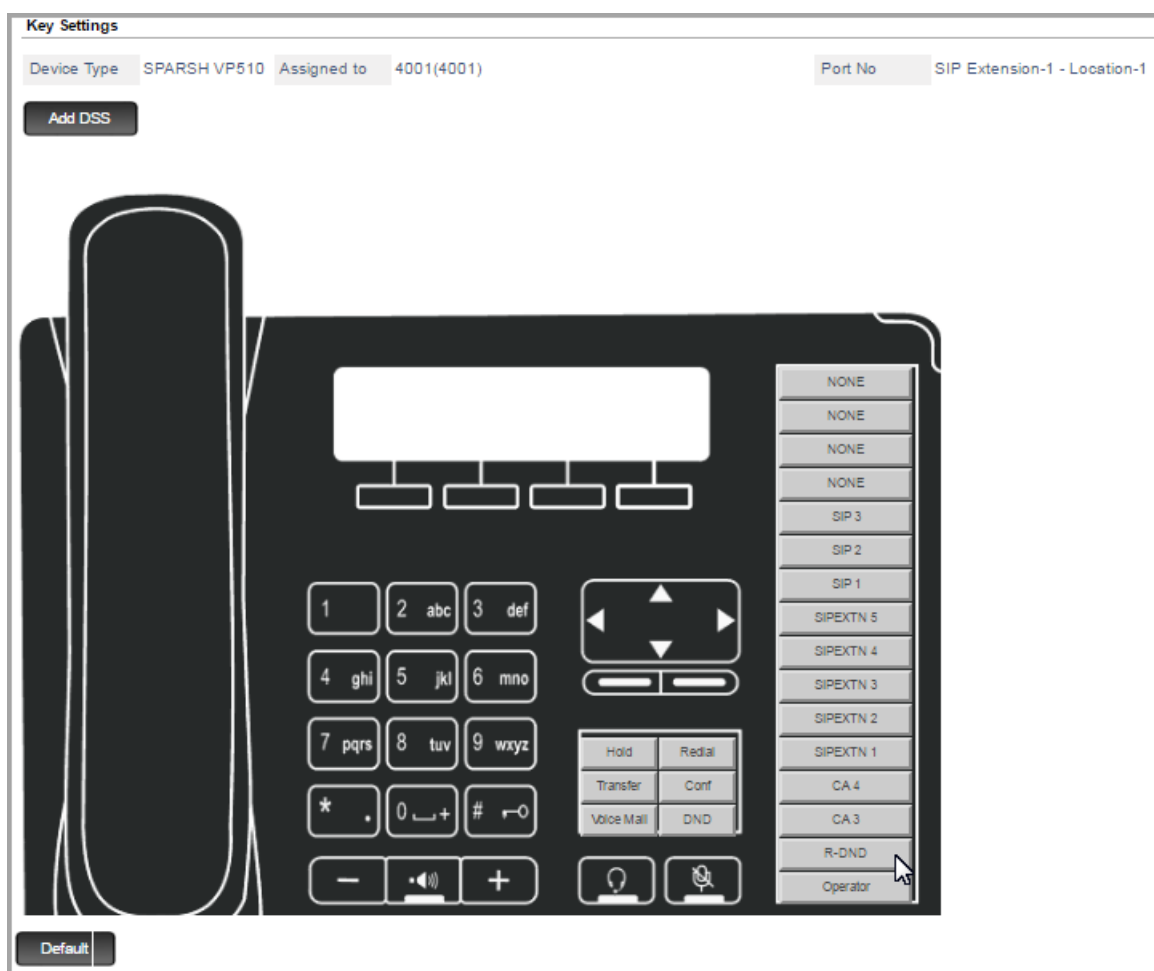 Key Settings
Device Type SPARSH VP510 Assigned to 4001(4001) Port No SIP Extension-1 - Location-1
Add DSS
NONE
NONE
NONE
NONE
SIP 3
SIP 2
SIP 1
SIPEXTN 5
SIPEXTN 4
SIPEXTN 3
SIPEXTN 2
SIPEXTN 1
CA 4
CA 3
R-DND
Operator
1 2 abc 3 def
4 ghi 5 jkl 6 mno
7 pqrs 8 tuv 9 wxyz
* . 0 + #
Hold Redial
Transfer Conf
Voice Mail DND
− +
Default